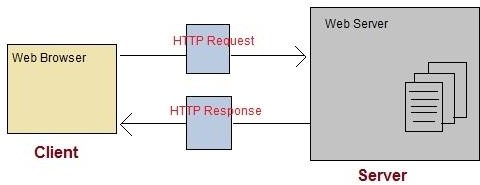 HTTP Request
Web Server
Web Browser
HTTP Response
Client
Server